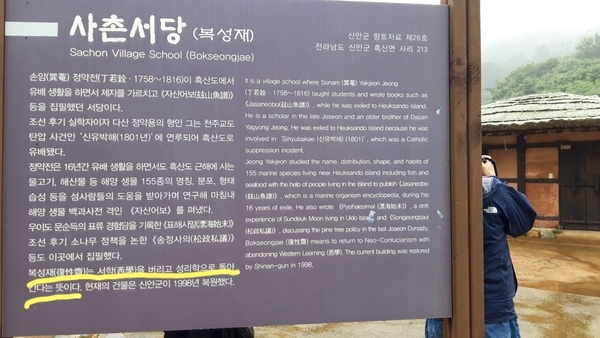 사촌서당 (복성재)
Sachon Village School (Bokseongjae)
신안군 향토자료 제26호
전라남도 신안군 흑산면 사리 213
손암(巽菴) 정약전(丁若銓 · 1758~1816)이 흑산도에서
유배 생활을 하면서 제자를 가르치고 《자산어보(玆山魚譜)》
등을 집필했던 서당이다.
조선 후기 실학자이자 다산 정약용의 형인 그는 천주교도
탄압 사건인 '신유박해(1801년)'에 연루되어 흑산도로
유배됐다.
정약전은 16년간 유배 생활을 하면서도 흑산도 근해에 사는
물고기, 해산물 등 해양 생물 155종의 명칭, 분포, 형태
습성 등을 섬사람들의 도움을 받아가며 연구해 마침내
해양 생물 백과사전 격인 《자산어보》를 펴냈다.
우이도 문순득의 표류 경험담을 기록한 《표해시말(漂海始末)》
조선 후기 소나무 정책을 논한 《송정사의(松政私議)》
등도 이곳에서 집필했다.
복성재(復性齋)는 서학(西學)을 버리고 성리학으로 돌아
간다는 뜻이다. 현재의 건물은 신안군이 1998년 복원했다.
It is a village school where Sonam (巽菴) Yakjeon Jeong
(丁若銓 · 1758~1816) taught students and wrote books such as
《Jasaneobo(玆山魚譜)》, while he was exiled to Heuksando Island.
He is a scholar in the late Joseon and an older brother of Dasan
Yagyong Jeong. He was exiled to Heuksando Island because he was
involved in 'Sinyubakae (신유박해 (1801)', which was a Catholic
suppression incident.
Jeong Yakjeon studied the name, distribution, shape, and habits of
155 marine species living near Heuksando Island including fish and
seafood with the help of people living in the island to publish 《Jasaneobo
(玆山魚譜)》, which is a marine organism encyclopedia, during his
16 years of exile. He also wrote 《Pyohaesimal (漂海始末)》, a drift
experience of Sundeuk Moon living in Udo Island and 《Songjeongsaui
(松政私議)》, discussing the pine tree policy in the last Joseon Dynasty.
Bokseongjae (復性齋) means to return to Neo-Confucianism with
abandoning Western Learning (西學). The current building was restored
by Shinan-gun in 1998.